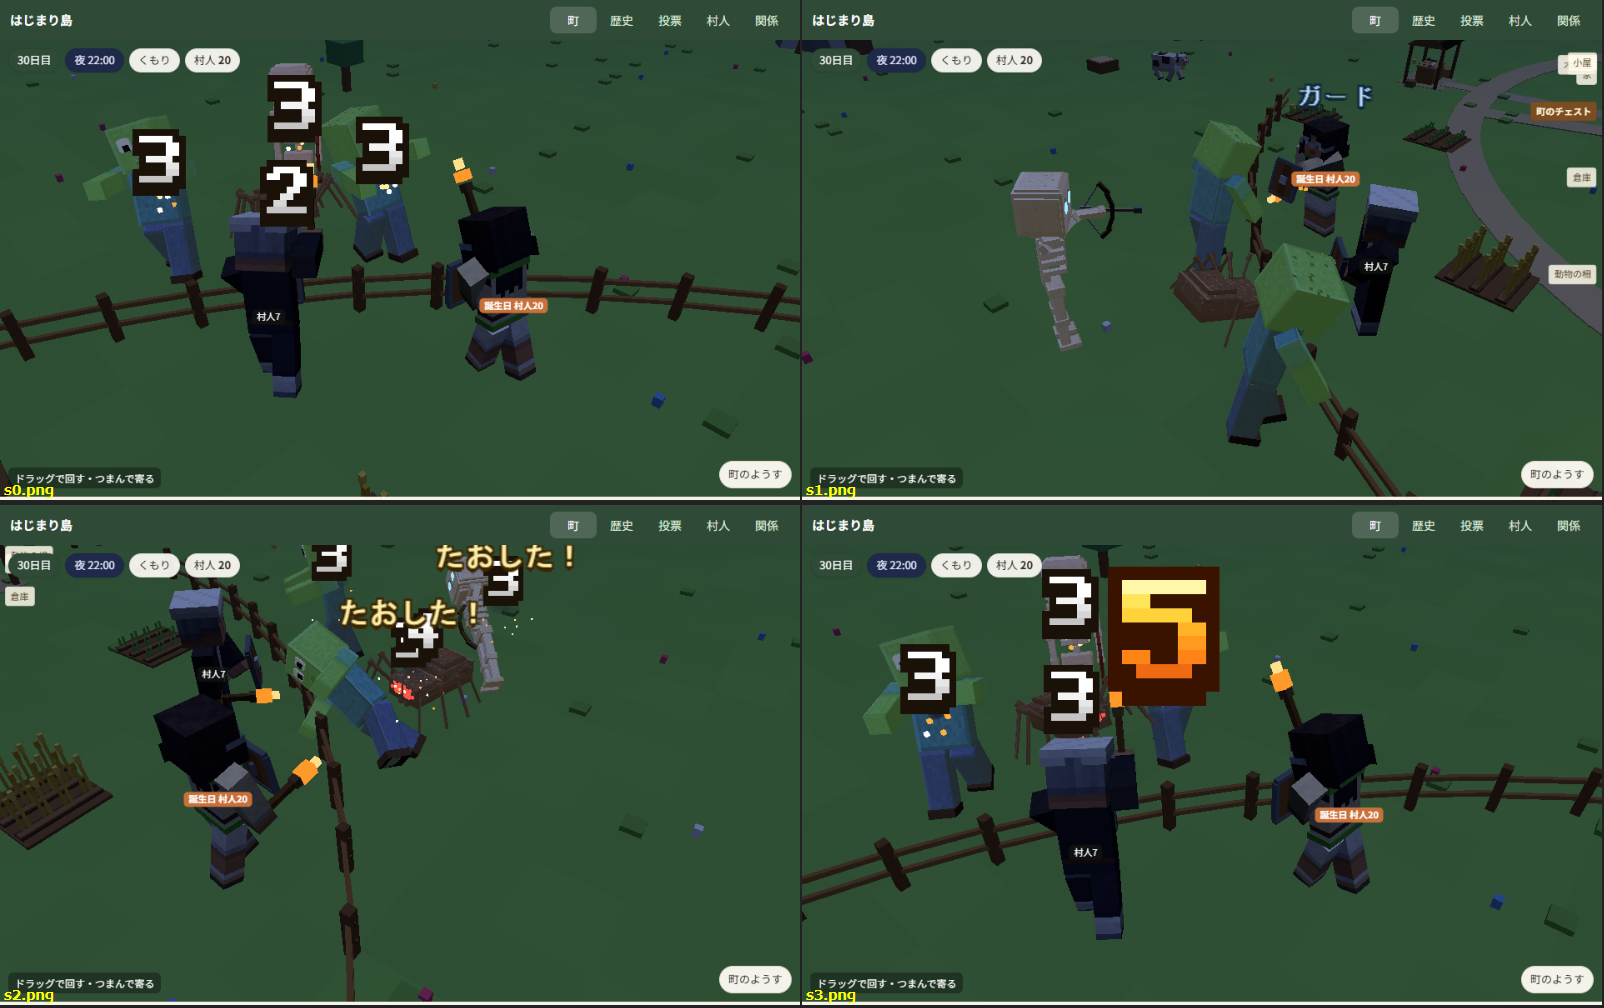 はじまり島
町 歴史 投票 村人 関係
30日目 夜 22:00 くもり 村人 20
3
3
3
2
誕生日 村人20
村人7
ドラッグで回す・つまんで寄る
町のようす
s0.png
はじまり島
町 歴史 投票 村人 関係
30日目 夜 22:00 くもり 村人 20
小屋
家
ガード
町のチェスト
誕生日 村人20
倉庫
村人7
動物の柵
ドラッグで回す・つまんで寄る
町のようす
s1.png
はじまり島
町 歴史 投票 村人 関係
30日目 夜 22:00 くもり 村人 20
たおした！
3
3
倉庫
たおした！
村人7
誕生日 村人20
ドラッグで回す・つまんで寄る
町のようす
s2.png
はじまり島
町 歴史 投票 村人 関係
30日目 夜 22:00 くもり 村人 20
3
5
3
3
誕生日 村人20
村人7
ドラッグで回す・つまんで寄る
町のようす
s3.png